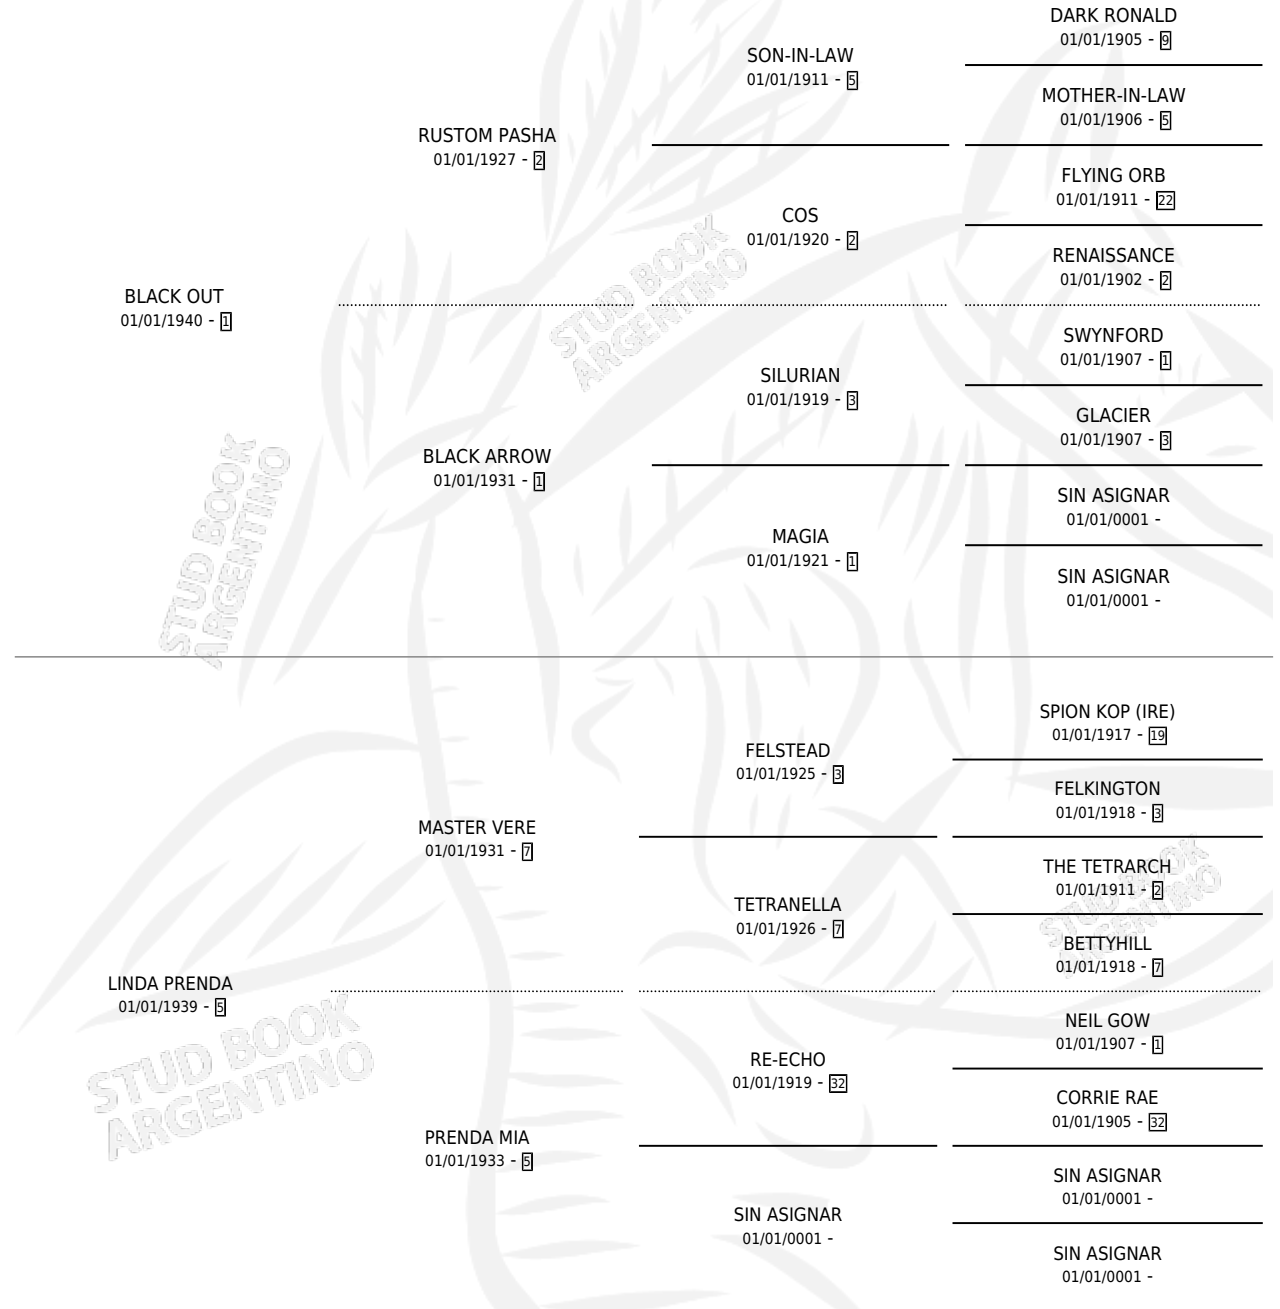 DARK RONALD
01/01/1905 - 9
SON-IN-LAW
01/01/1911 - 5
MOTHER-IN-LAW
01/01/1906 - 5
RUSTOM PASHA
01/01/1927 - 2
FLYING ORB
01/01/1911 - 22
COS
01/01/1920 - 2
RENAISSANCE
01/01/1902 - 2
BLACK OUT
01/01/1940 - 1
SWYNFORD
01/01/1907 - 1
SILURIAN
01/01/1919 - 3
GLACIER
01/01/1907 - 3
BLACK ARROW
01/01/1931 - 1
SIN ASIGNAR
01/01/0001 -
MAGIA
01/01/1921 - 1
SIN ASIGNAR
01/01/0001 -
SPION KOP (IRE)
01/01/1917 - 19
FELSTEAD
01/01/1925 - 3
FELKINGTON
01/01/1918 - 3
MASTER VERE
01/01/1931 - 7
THE TETRARCH
01/01/1911 - 2
TETRANELLA
01/01/1926 - 7
BETTYHILL
01/01/1918 - 7
LINDA PRENDA
01/01/1939 - 5
NEIL GOW
01/01/1907 - 1
RE-ECHO
01/01/1919 - 32
CORRIE RAE
01/01/1905 - 32
PRENDA MIA
01/01/1933 - 5
SIN ASIGNAR
01/01/0001 -
SIN ASIGNAR
01/01/0001 -
SIN ASIGNAR
01/01/0001 -
STUD BOOK
ARGENTINO
STUD BOOK
ARGENTINO
STUD BOOK
ARGENTINO
STUD BOOK
ARGENTINO